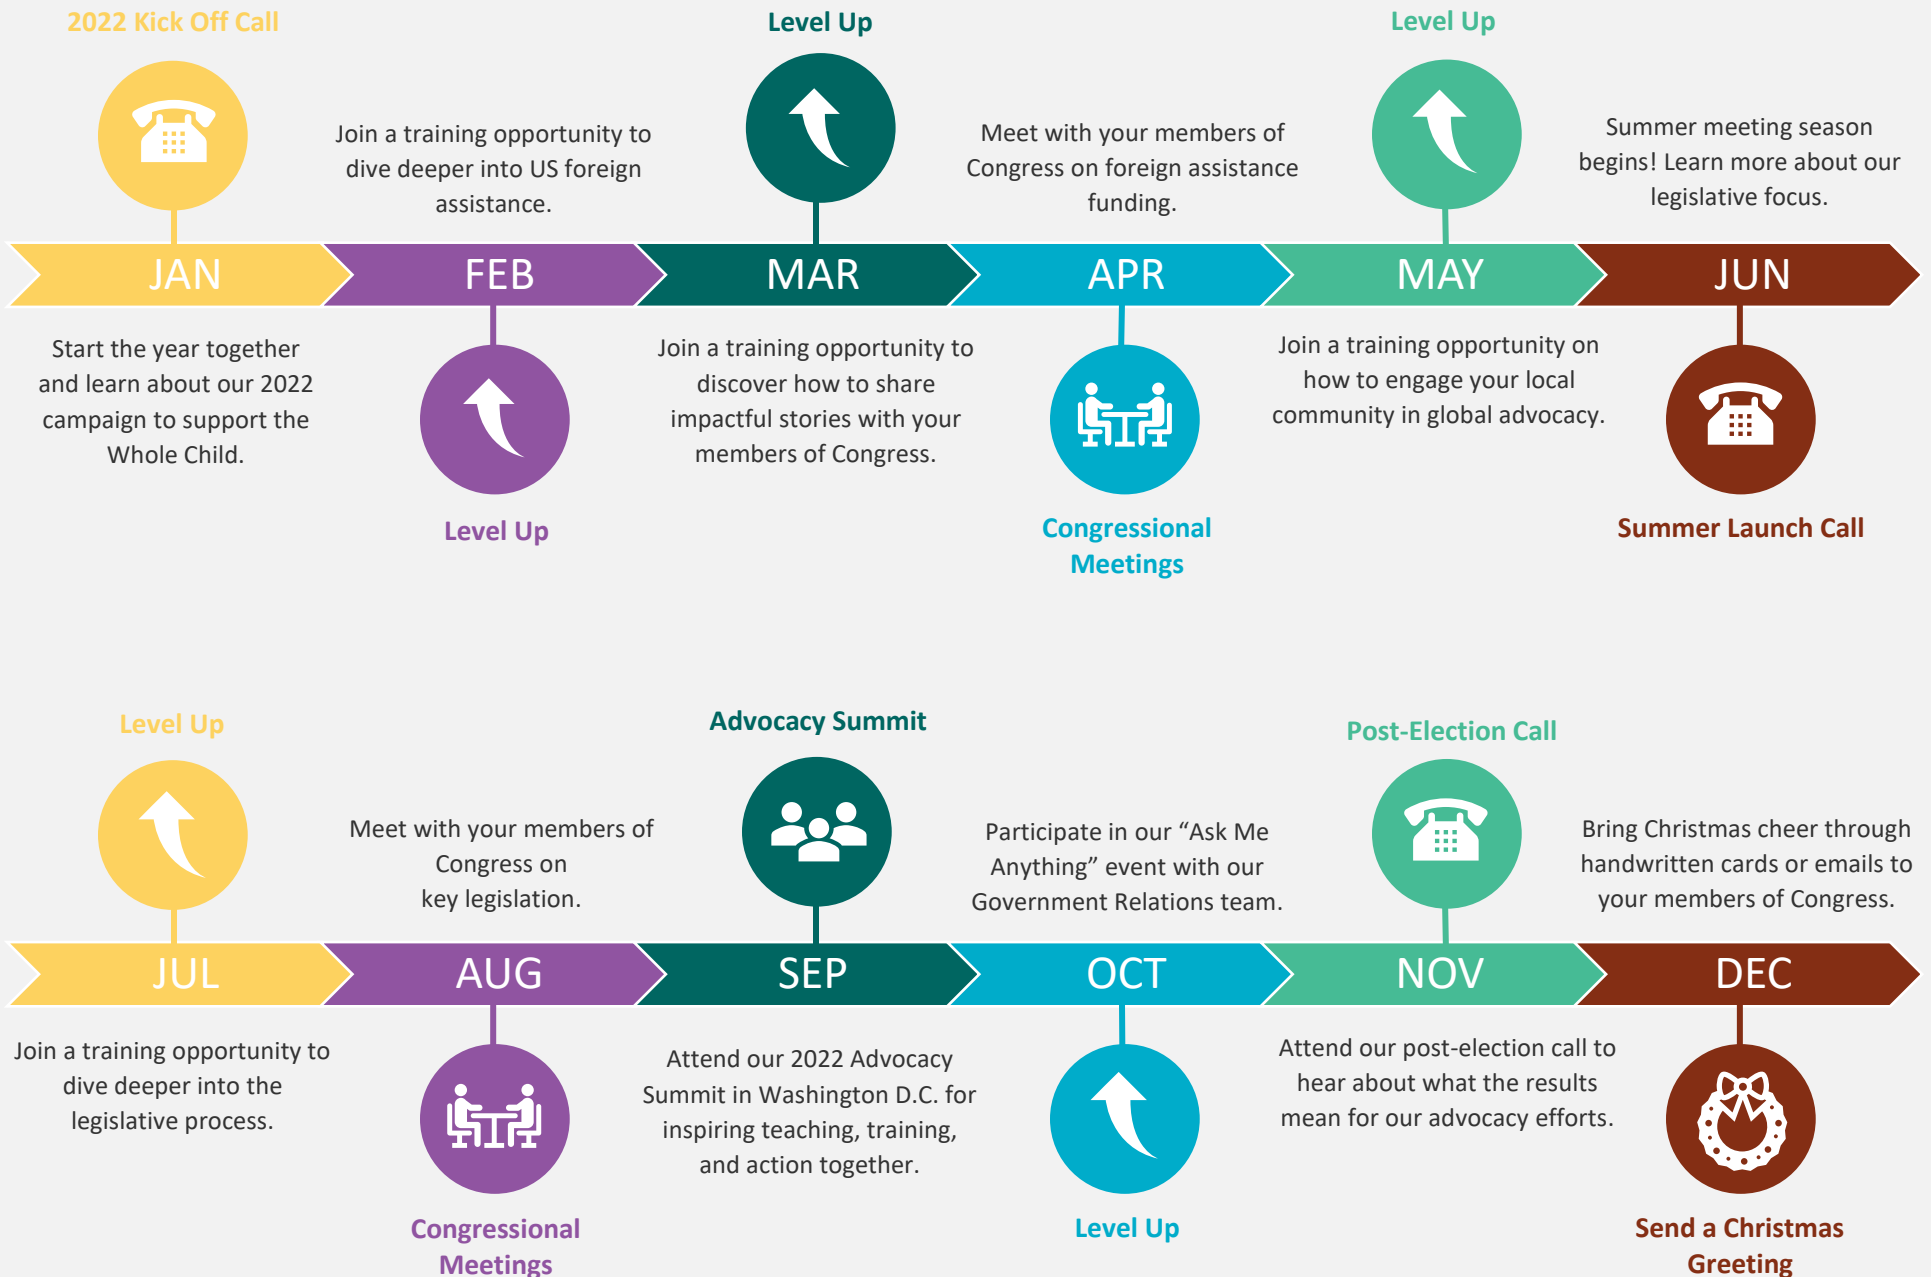 2022 Kick Off Call
Level Up
Level Up
Join a training opportunity to
dive deeper into US foreign
assistance.
Meet with your members of
Congress on foreign assistance
funding.
Summer meeting season
begins! Learn more about our
legislative focus.
JAN
FEB
MAR
APR
MAY
JUN
Start the year together
and learn about our 2022
campaign to support the
Whole Child.
Level Up
Join a training opportunity to
discover how to share
impactful stories with your
members of Congress.
Congressional
Meetings
Join a training opportunity on
how to engage your local
community in global advocacy.
Summer Launch Call
Level Up
Advocacy Summit
Post-Election Call
Meet with your members of
Congress on
key legislation.
Participate in our “Ask Me
Anything” event with our
Government Relations team.
Bring Christmas cheer through
handwritten cards or emails to
your members of Congress.
JUL
AUG
SEP
OCT
NOV
DEC
Join a training opportunity to
dive deeper into the
legislative process.
Congressional
Meetings
Attend our 2022 Advocacy
Summit in Washington D.C. for
inspiring teaching, training,
and action together.
Level Up
Attend our post-election call to
hear about what the results
mean for our advocacy efforts.
Send a Christmas
Greeting